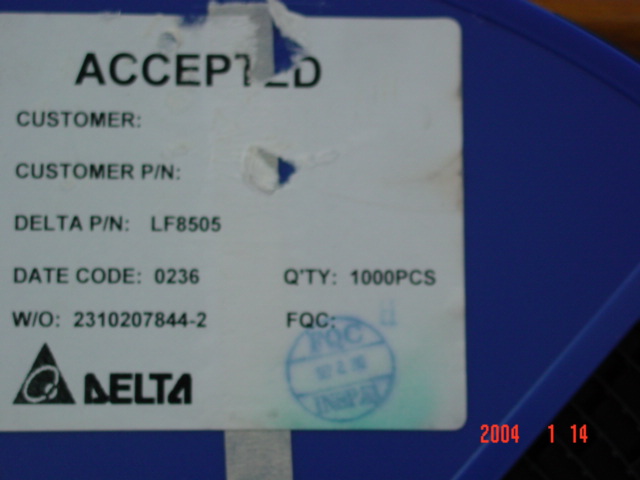 ACCEPTED
CUSTOMER:
CUSTOMER P/N:
DELTA P/N: LF8505
DATE CODE: 0236 Q'TY: 1000PCS
W/O: 2310207844-2 FQC:
FQC
DELTA
2004 1 14